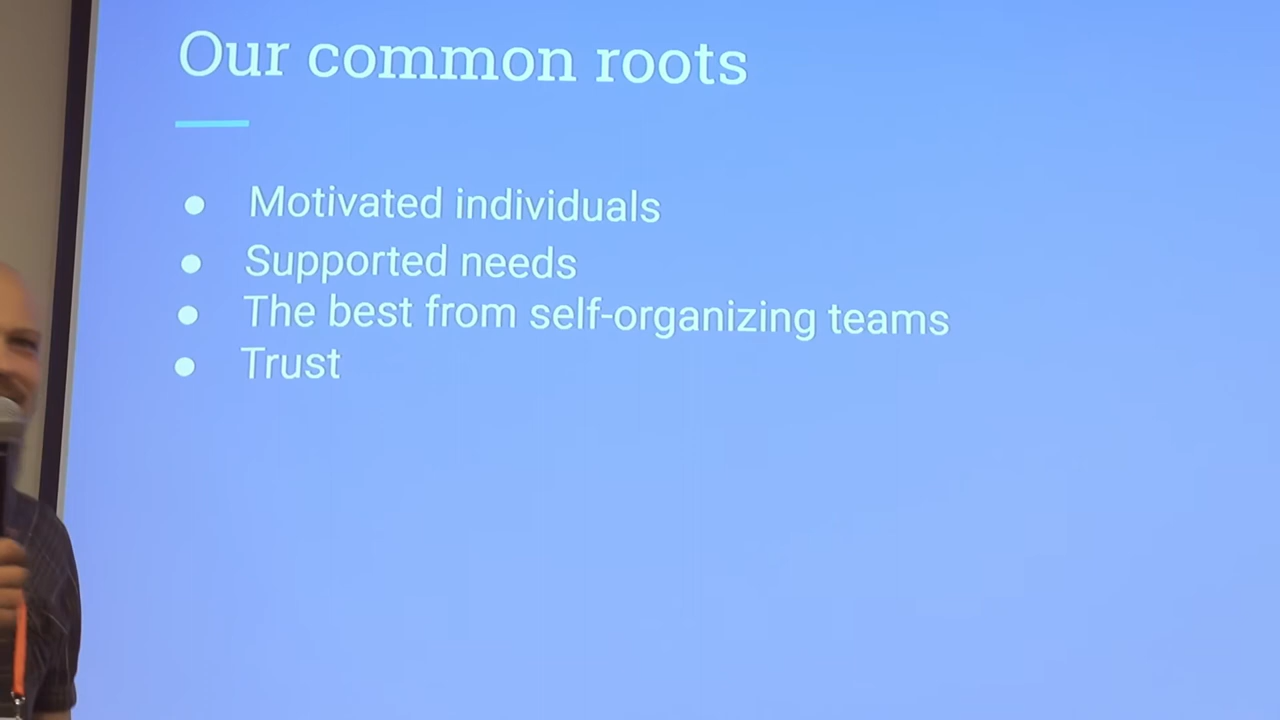 Our common roots
● Motivated individuals
● Supported needs
● The best from self-organizing teams
● Trust